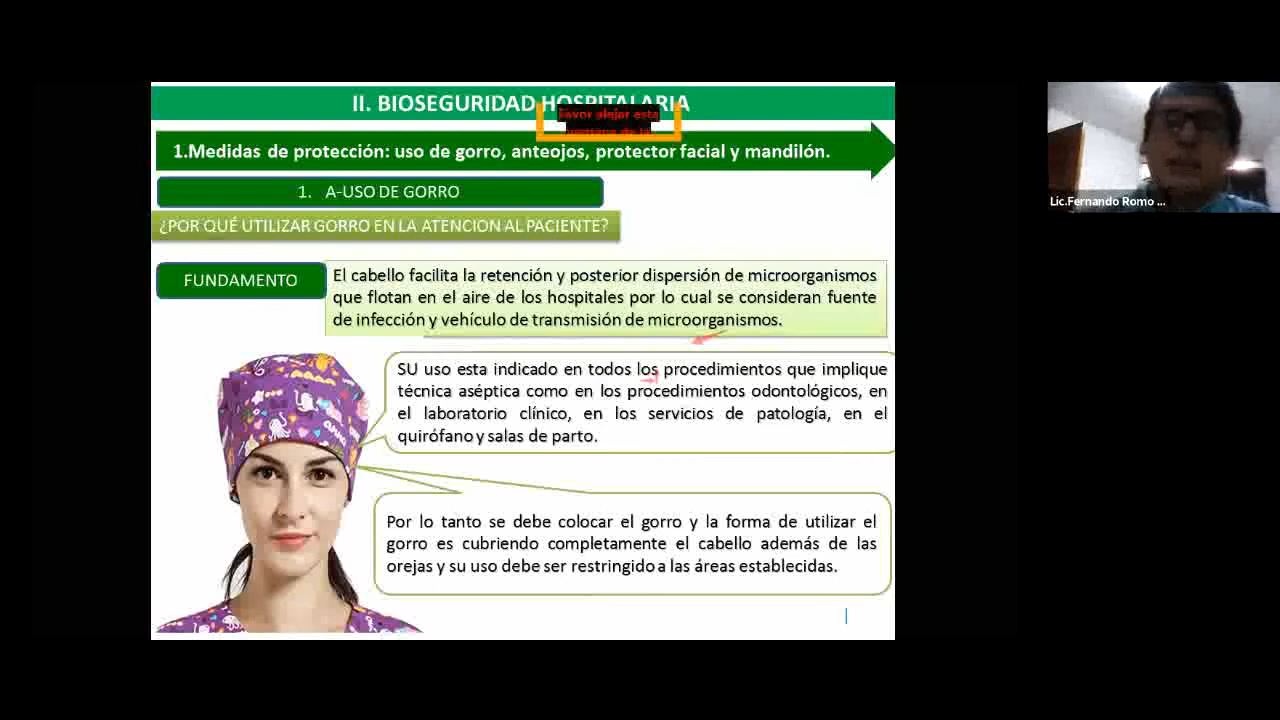 II. BIOSEGURIDAD HOSPITALARIA
Favor alejar esta
ventana de la
1.Medidas de protección: uso de gorro, anteojos, protector facial y mandilón.
1. A-USO DE GORRO
¿POR QUÉ UTILIZAR GORRO EN LA ATENCION AL PACIENTE?
FUNDAMENTO
El cabello facilita la retención y posterior dispersión de microorganismos
que flotan en el aire de los hospitales por lo cual se consideran fuente
de infección y vehículo de transmisión de microorganismos.
SU uso esta indicado en todos los procedimientos que implique
técnica aséptica como en los procedimientos odontológicos, en
el laboratorio clínico, en los servicios de patología, en el
quirófano y salas de parto.
Por lo tanto se debe colocar el gorro y la forma de utilizar el
gorro es cubriendo completamente el cabello además de las
orejas y su uso debe ser restringido a las áreas establecidas.
Lic.Fernando Romo ...